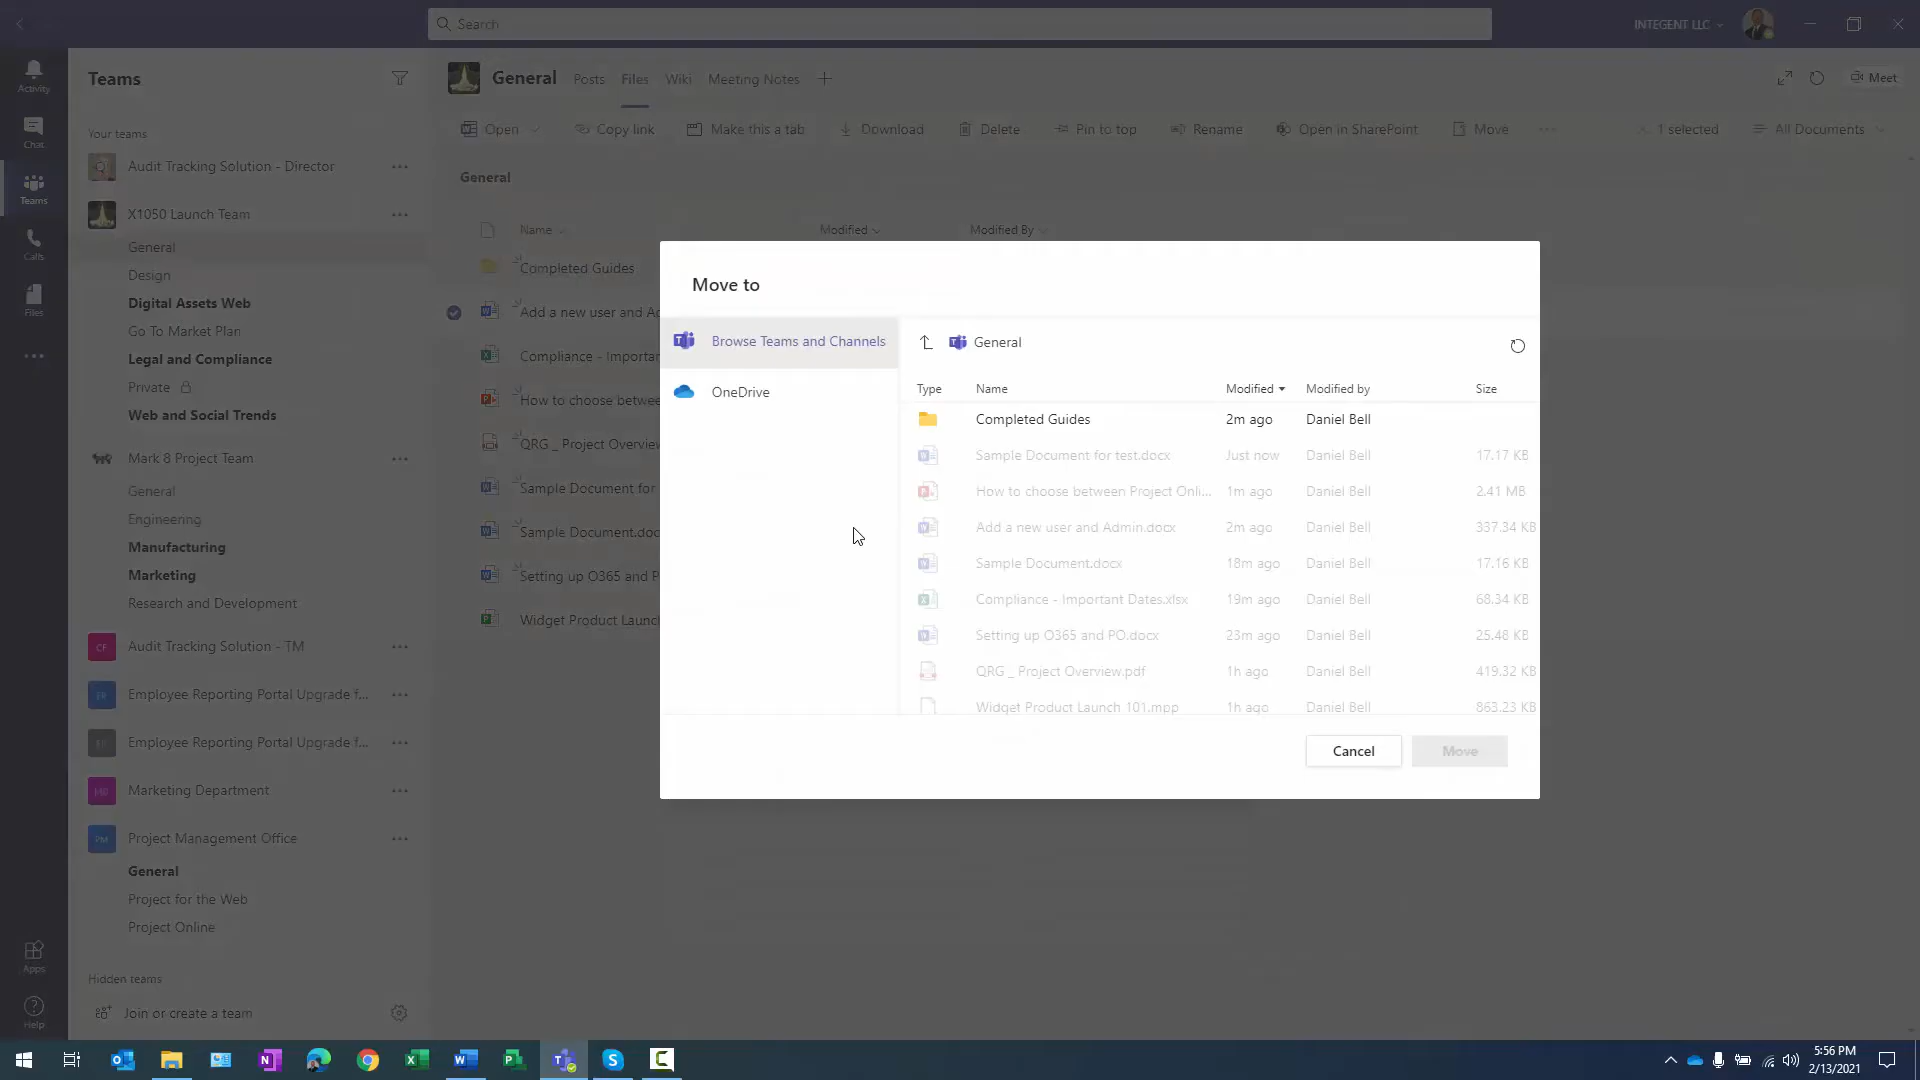 Search
INTEGENT LLC
Activity
Chat
Teams
Calls
Files
Apps
Help
Teams
Your teams
Audit Tracking Solution - Director
X1050 Launch Team
General
Design
Digital Assets Web
Go To Market Plan
Legal and Compliance
Private
Web and Social Trends
Mark 8 Project Team
General
Engineering
Manufacturing
Marketing
Research and Development
CF Audit Tracking Solution - TM
Employee Reporting Portal Upgrade f...
Employee Reporting Portal Upgrade f...
Marketing Department
PM Project Management Office
General
Project for the Web
Project Online
Hidden teams
Join or create a team
General Posts Files Wiki Meeting Notes +
Meet
Open Copy link Make this a tab Download Delete Pin to top Rename Open in SharePoint Move ... 1 selected All Documents
General
Name Modified Modified By
Completed Guides
Add a new user and Ad
Compliance - Importan
How to choose betwee
QRG _ Project Overview
Sample Document for
Sample Document.doc
Setting up O365 and P
Widget Product Launch
Move to
Browse Teams and Channels
OneDrive
General
Type Name Modified Modified by Size
Completed Guides 2m ago Daniel Bell
Sample Document for test.docx Just now Daniel Bell 17.17 KB
How to choose between Project Onli... 1m ago Daniel Bell 2.41 MB
Add a new user and Admin.docx 2m ago Daniel Bell 337.34 KB
Sample Document.docx 18m ago Daniel Bell 17.16 KB
Compliance - Important Dates.xlsx 19m ago Daniel Bell 68.34 KB
Setting up O365 and PO.docx 23m ago Daniel Bell 25.48 KB
QRG _ Project Overview.pdf 1h ago Daniel Bell 419.32 KB
Widget Product Launch 101.mpp 1h ago Daniel Bell 863.23 KB
Cancel Move
5:56 PM
2/13/2021